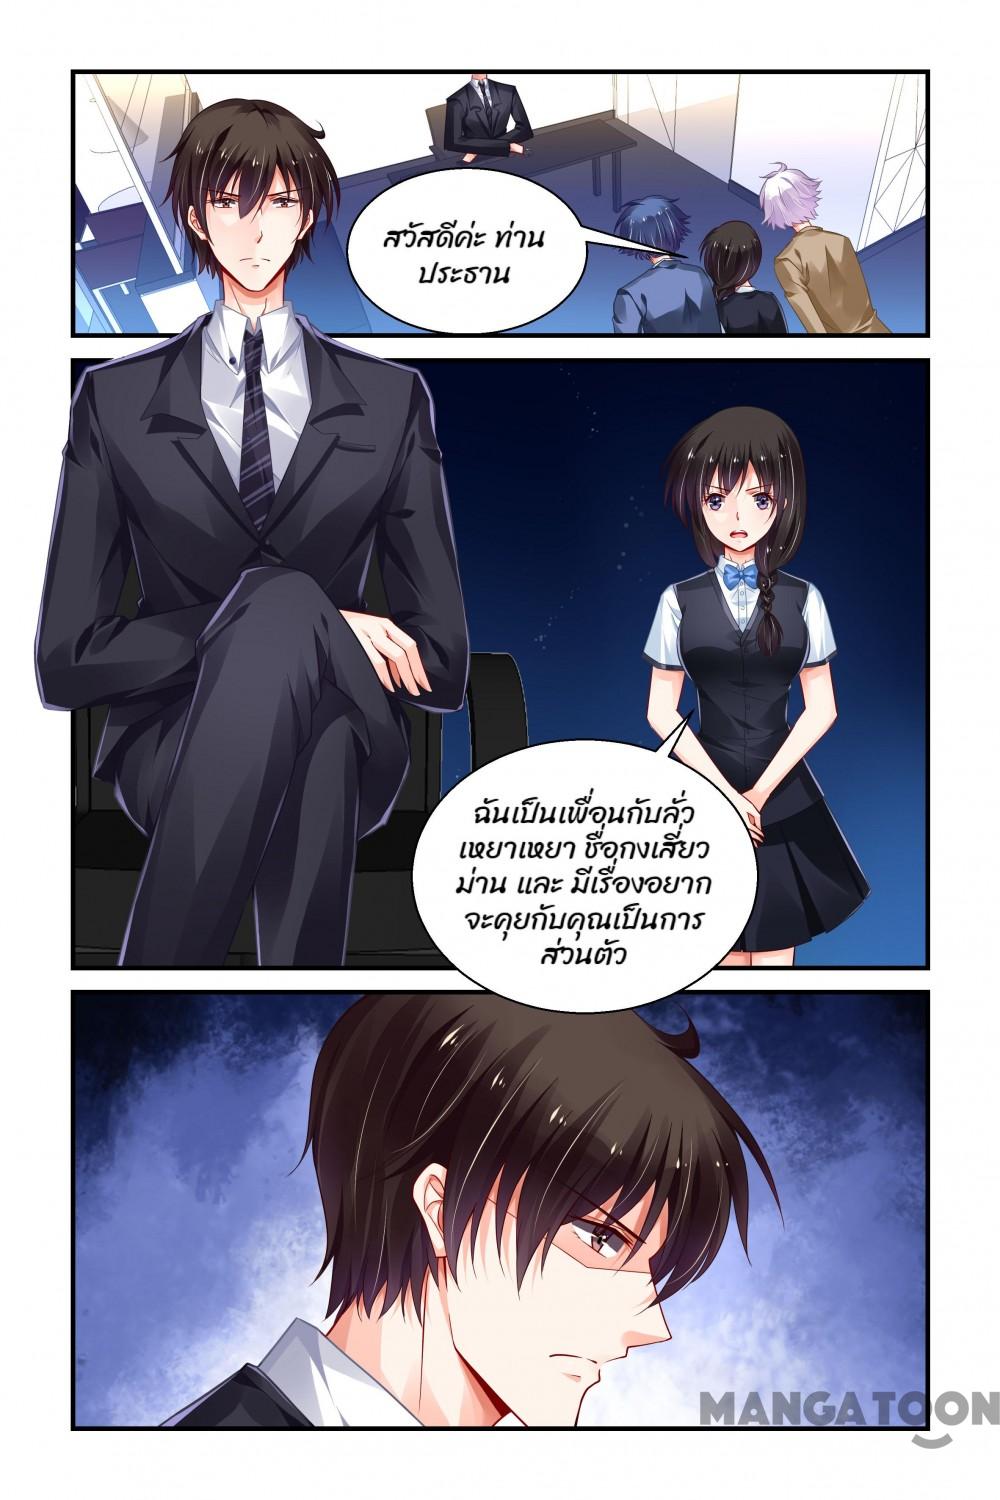 สวัสดีค่ะ ท่าน
ประธาน
ฉันเป็นเพื่อนกับลั่ว
เหยาเหยา ชื่อกงเสี่ยว
ม่าน และ มีเรื่องอยาก
จะคุยกับคุณเป็นการ
ส่วนตัว
MANGATOON